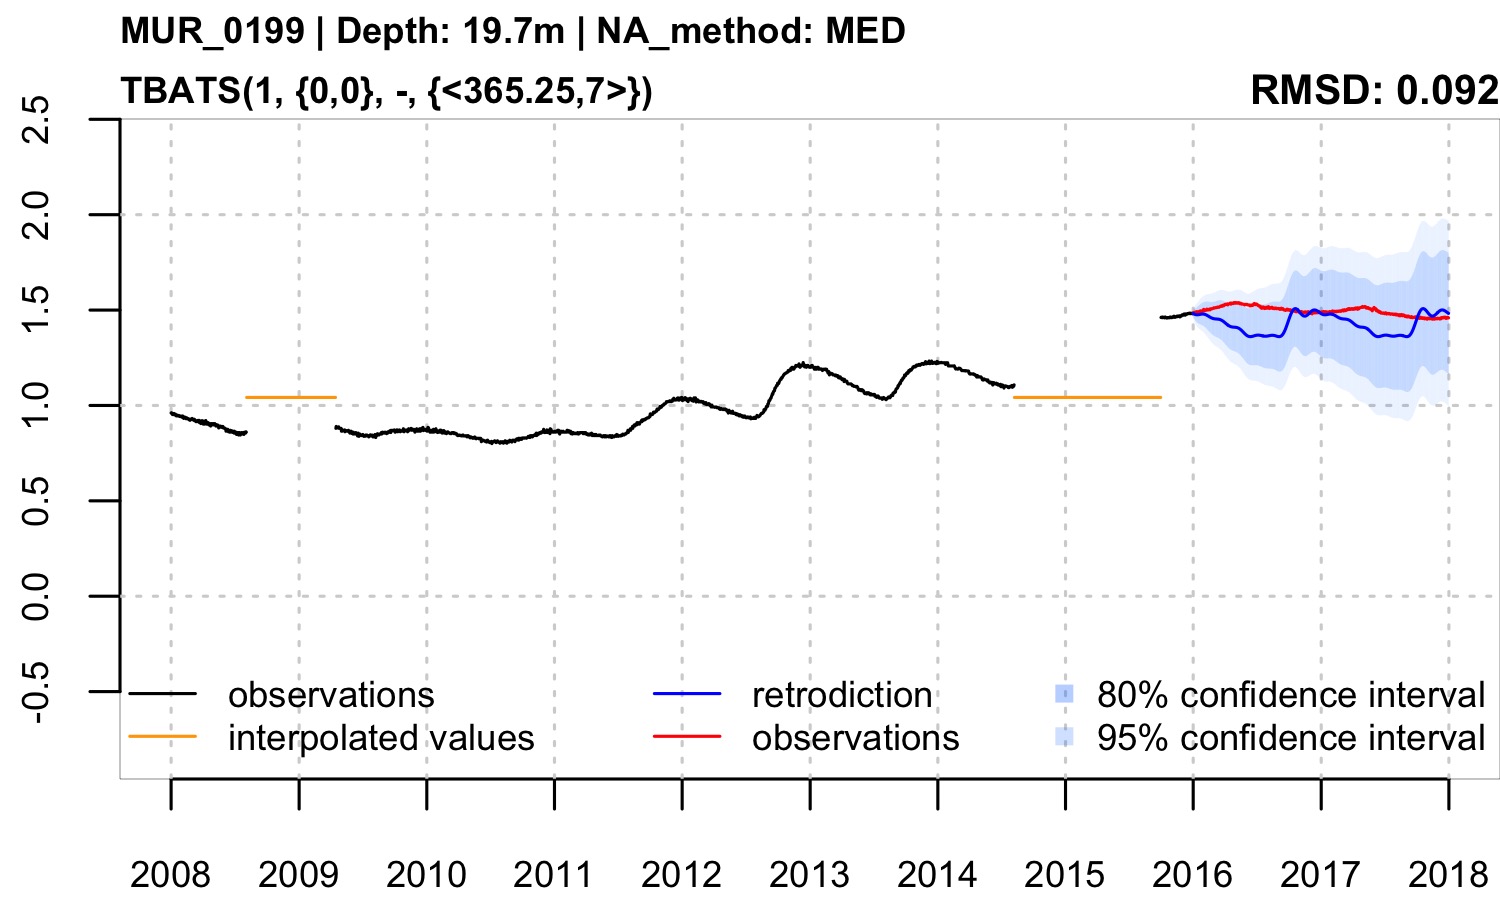 MUR_0199 | Depth: 19.7m | NA_method: MED
TBATS(1, {0,0}, -, {<365.25,7>})
RMSD: 0.092
2.5
2.0
1.5
1.0
0.5
0.0
-0.5
observations
interpolated values
retrodiction
observations
80% confidence interval
95% confidence interval
2008 2009 2010 2011 2012 2013 2014 2015 2016 2017 2018